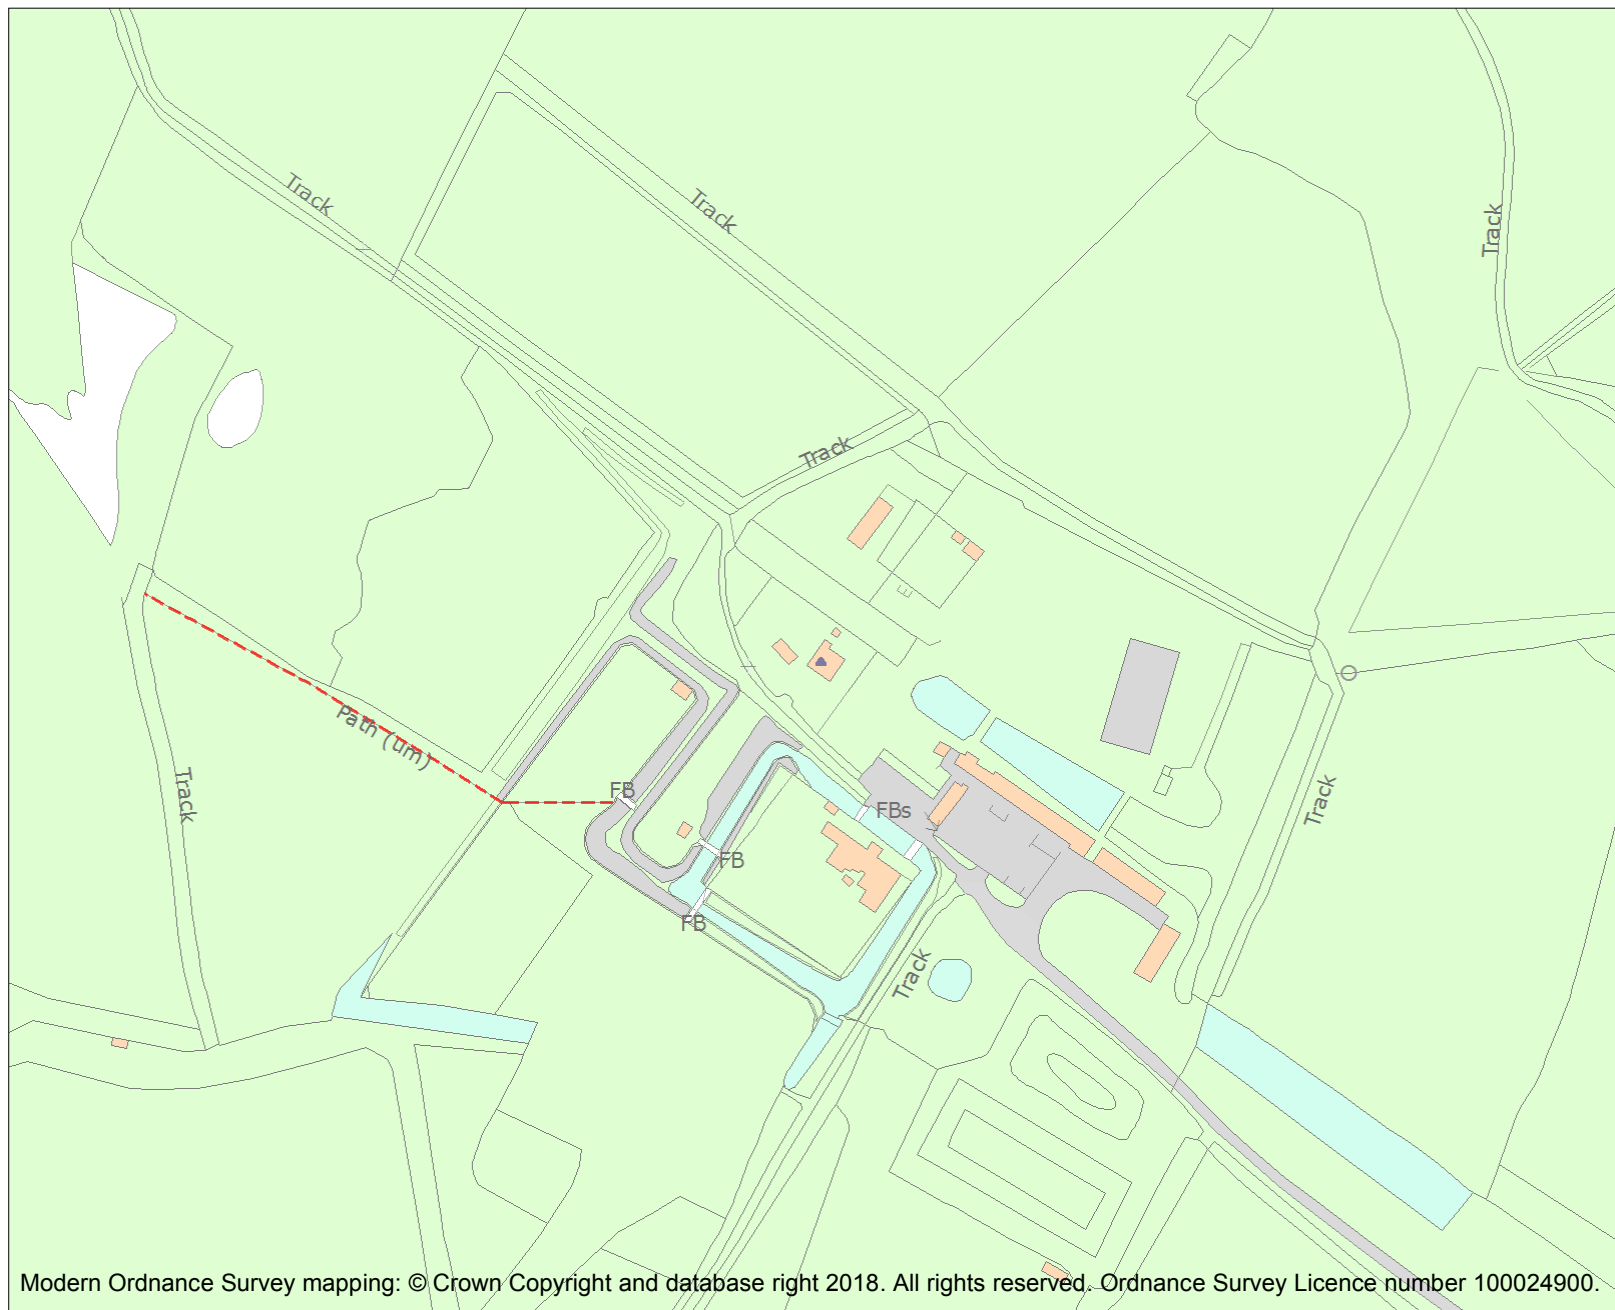 Track
Track
Track
Track
Path (um)
Track
FB
FBs
Track
FB
FB
Track
Modern Ordnance Survey mapping: © Crown Copyright and database right 2018. All rights reserved. Ordnance Survey Licence number 100024900.